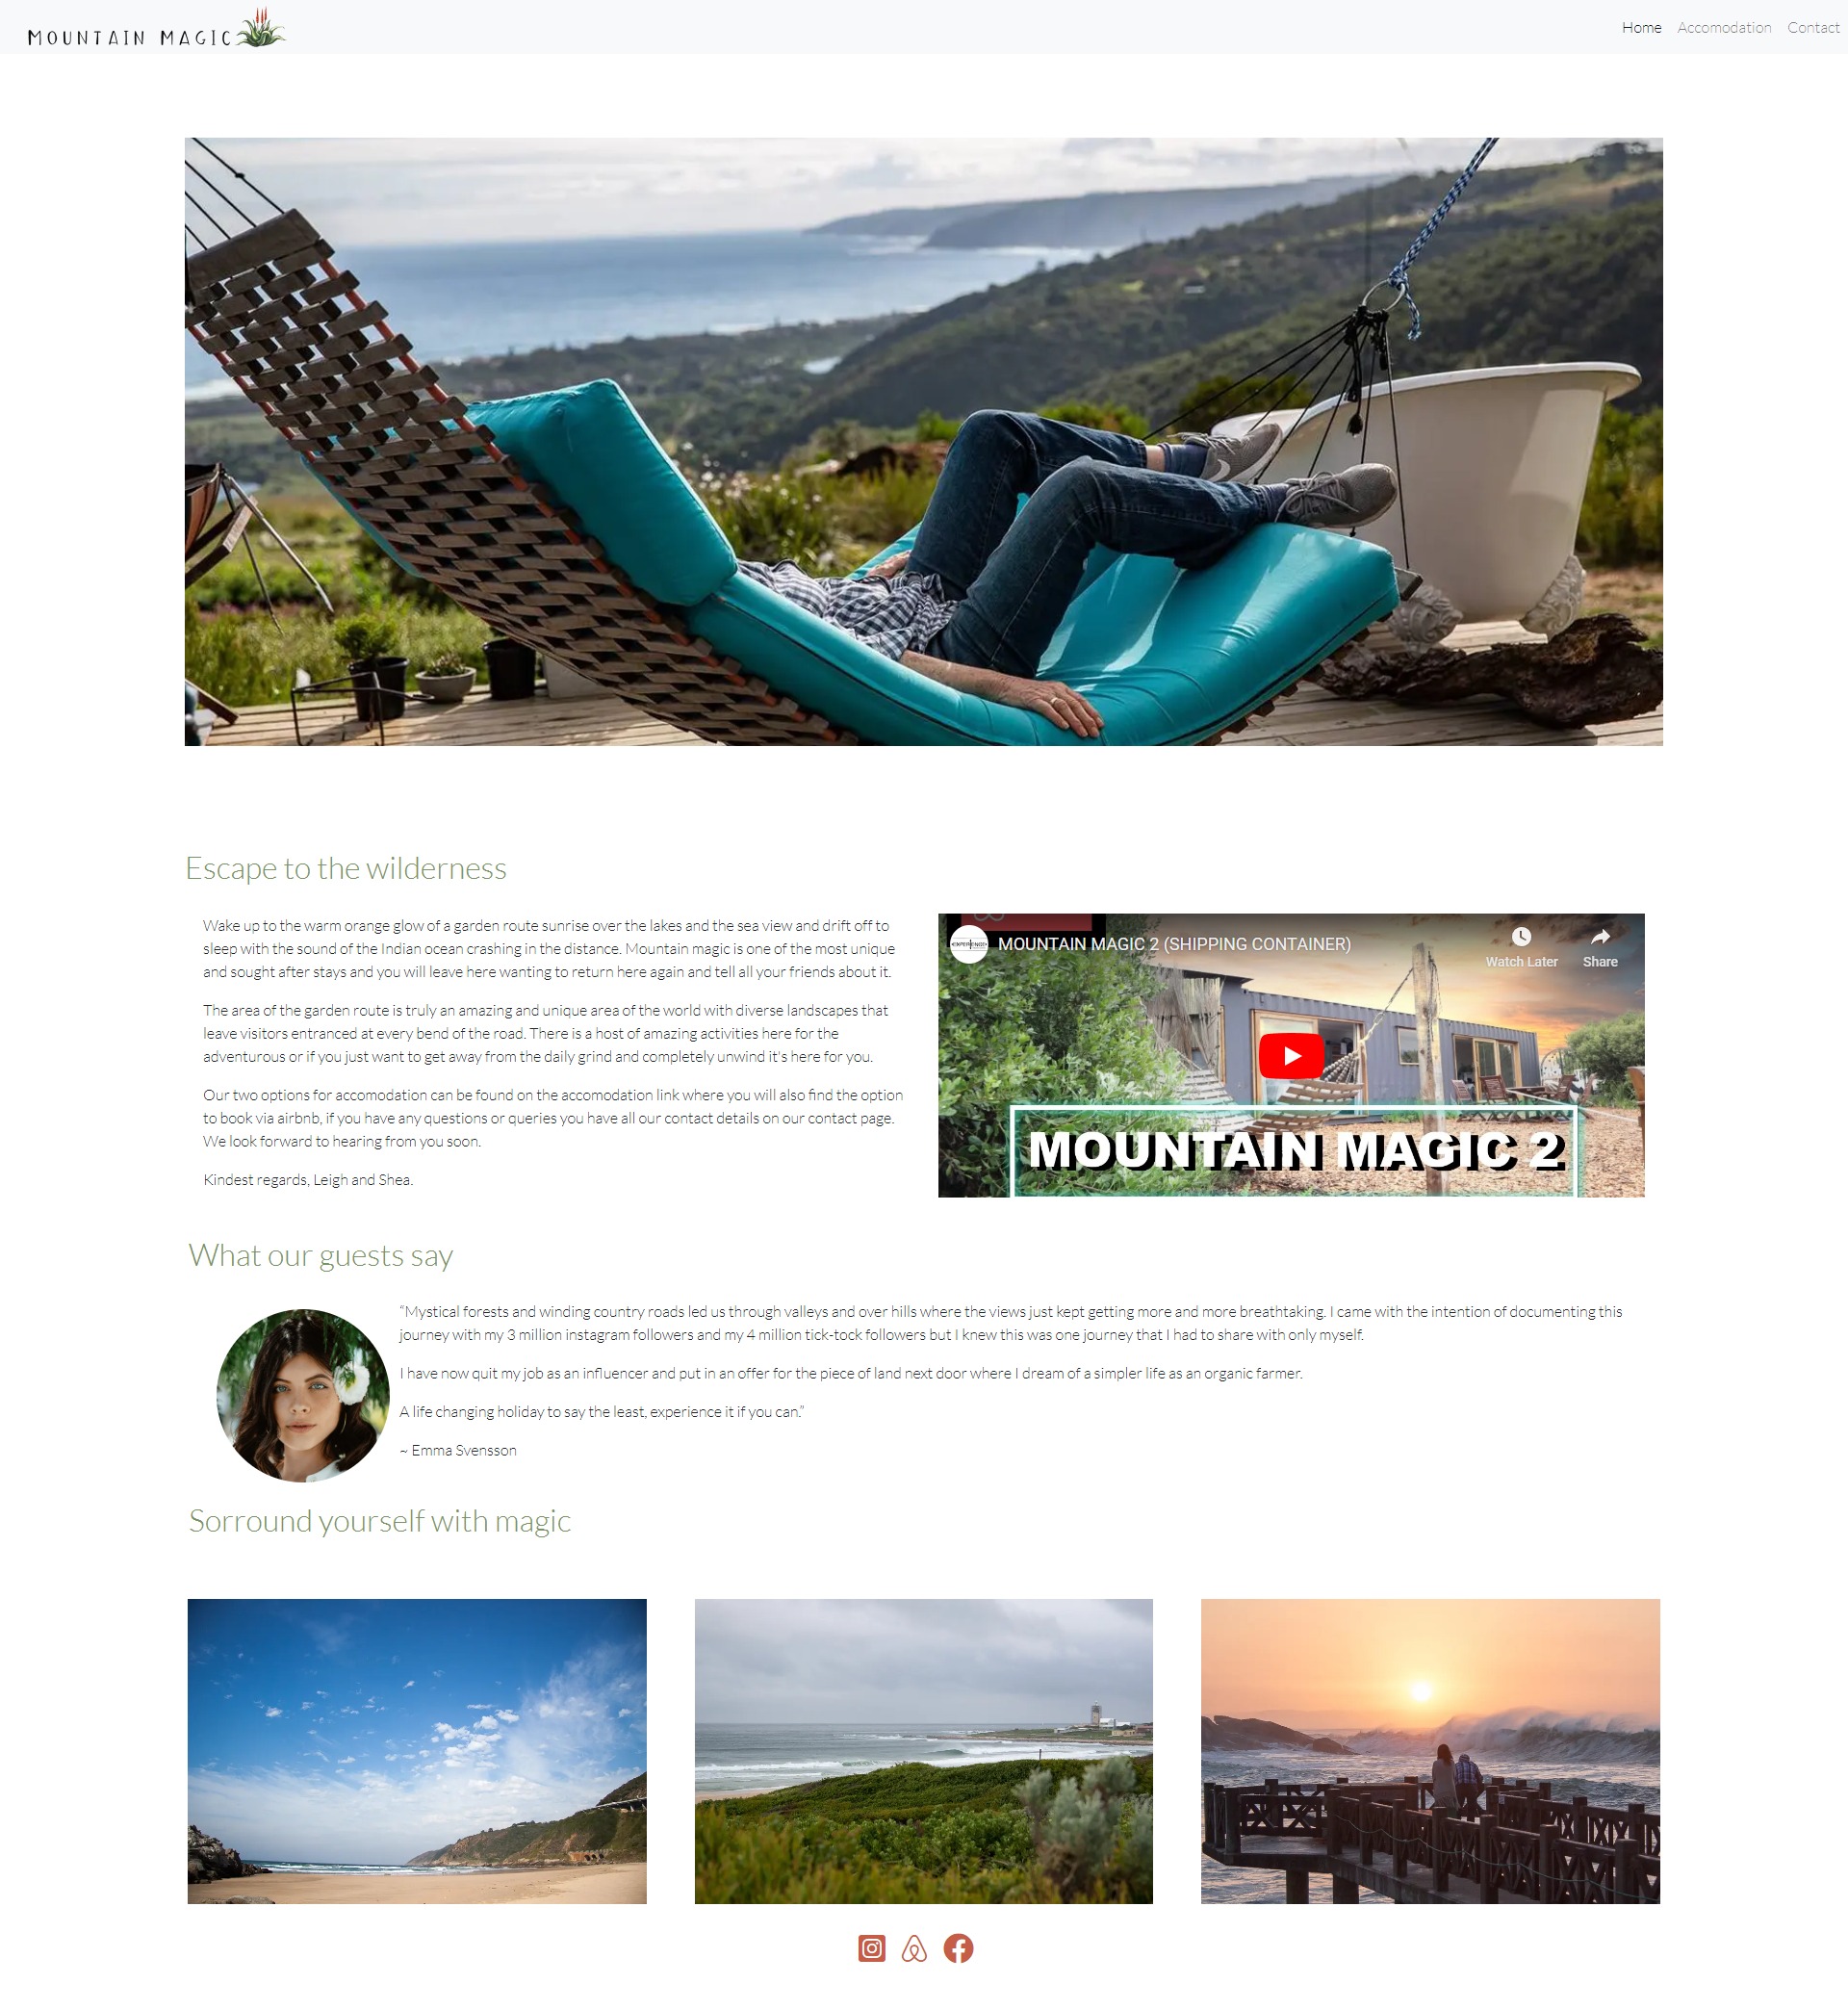 MOUNTAIN MAGIC
Home Accomodation Contact
Escape to the wilderness
Wake up to the warm orange glow of a garden route sunrise over the lakes and the sea view and drift off to
sleep with the sound of the Indian ocean crashing in the distance. Mountain magic is one of the most unique
and sought after stays and you will leave here wanting to return here again and tell all your friends about it.
The area of the garden route is truly an amazing and unique area of the world with diverse landscapes that
leave visitors entranced at every bend of the road. There is a host of amazing activities here for the
adventurous or if you just want to get away from the daily grind and completely unwind it's here for you.
Our two options for accomodation can be found on the accomodation link where you will also find the option
to book via airbnb, if you have any questions or queries you have all our contact details on our contact page.
We look forward to hearing from you soon.
Kindest regards, Leigh and Shea.
EXPERIENCE
MOUNTAIN MAGIC 2 (SHIPPING CONTAINER)
Watch Later Share
MOUNTAIN MAGIC 2
What our guests say
“Mystical forests and winding country roads led us through valleys and over hills where the views just kept getting more and more breathtaking. I came with the intention of documenting this
journey with my 3 million instagram followers and my 4 million tick-tock followers but I knew this was one journey that I had to share with only myself.
I have now quit my job as an influencer and put in an offer for the piece of land next door where I dream of a simpler life as an organic farmer.
A life changing holiday to say the least, experience it if you can.”
~ Emma Svensson
Sorround yourself with magic